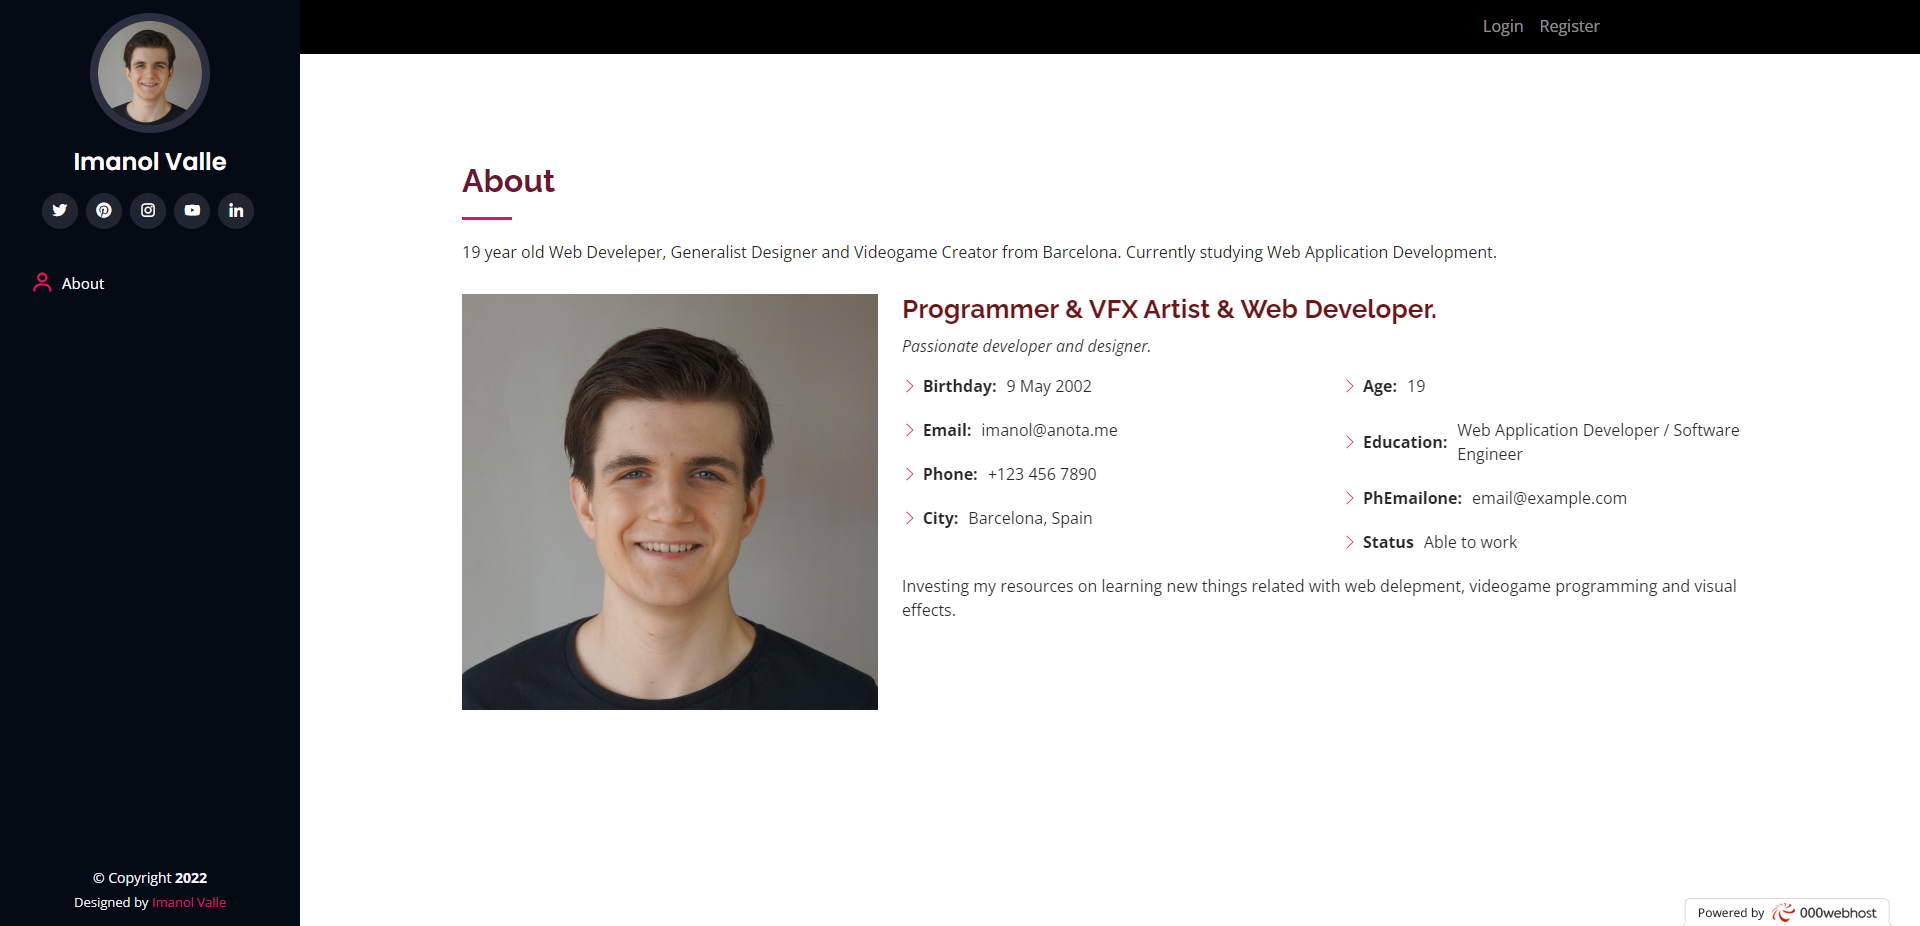 Imanol Valle
About
© Copyright 2022
Designed by Imanol Valle
Login Register
About
19 year old Web Develeper, Generalist Designer and Videogame Creator from Barcelona. Currently studying Web Application Development.
Programmer & VFX Artist & Web Developer.
Passionate developer and designer.
Birthday: 9 May 2002
Email: imanol@anota.me
Phone: +123 456 7890
City: Barcelona, Spain
Age: 19
Education: Web Application Developer / Software
Engineer
PhEmailone: email@example.com
Status Able to work
Investing my resources on learning new things related with web delepment, videogame programming and visual
effects.
Powered by 000webhost